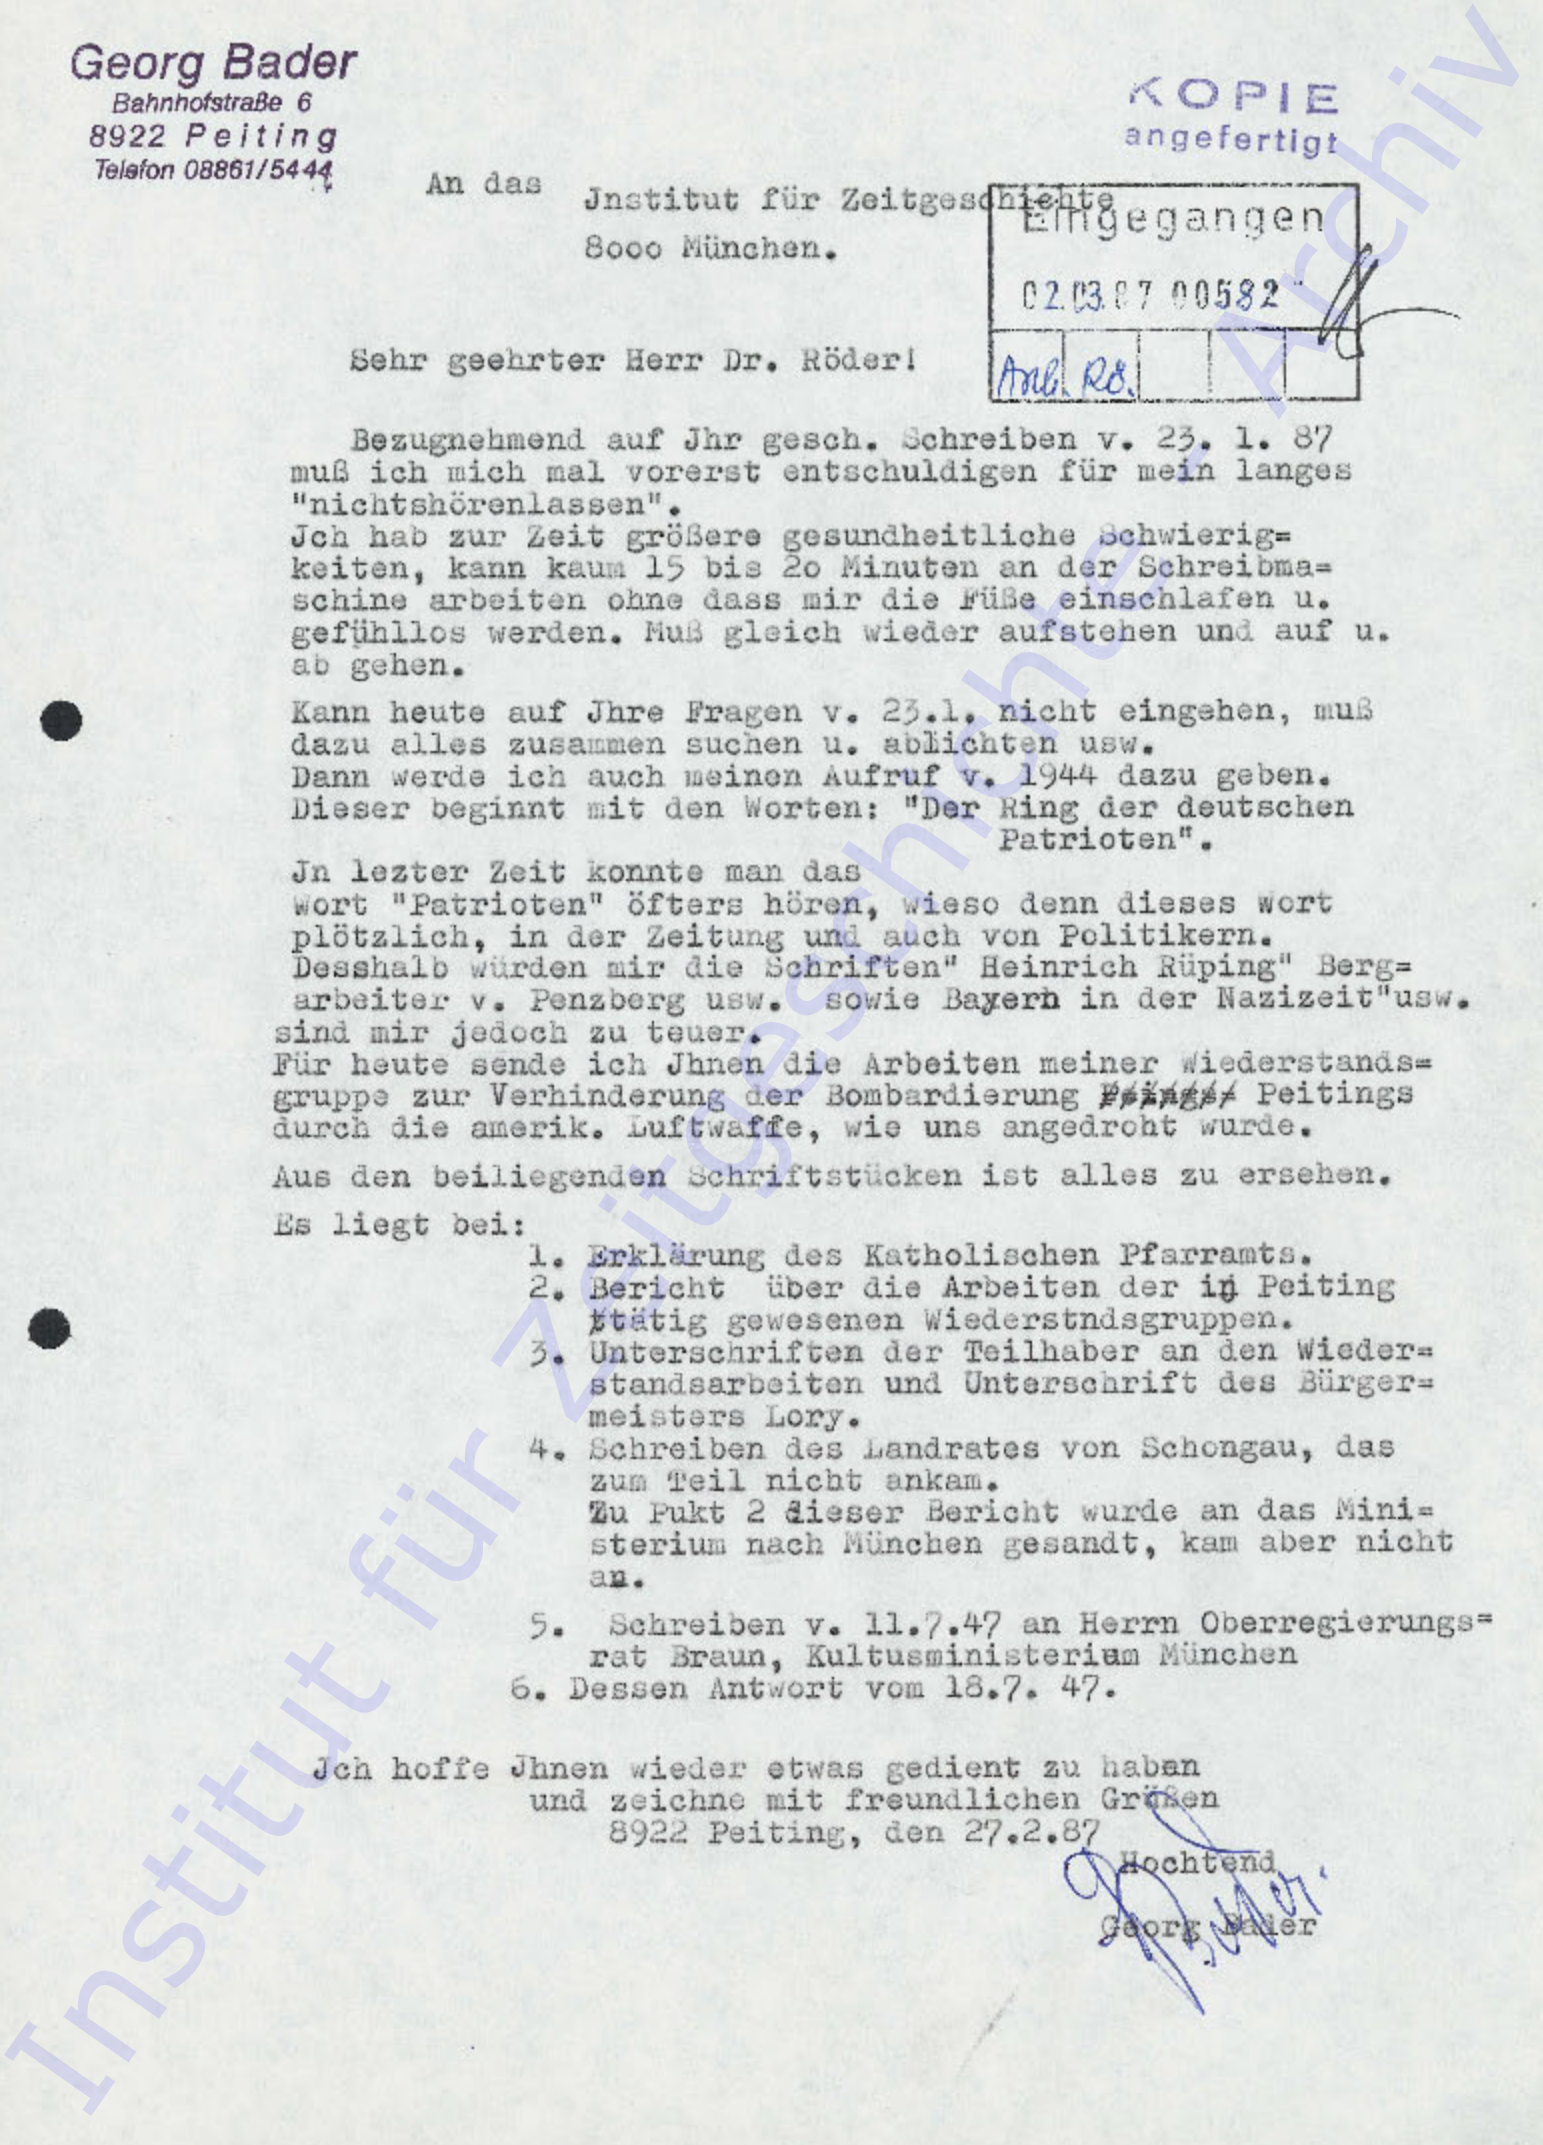 Georg Bader
Bahnhofstraße 6
8922 Peiting
Telefon 08861/5444
KOPIE
angefertigt
An das
Jnstitut für Zeitgeschichte
8ooo München.
Eingegangen
02.03.87 00582
Anl. Rö.
Sehr geehrter Herr Dr. Röder!
Bezugnehmend auf Jhr gesch. Schreiben v. 23. 1. 87
muß ich mich mal vorerst entschuldigen für mein langes
"nichtshörenlassen".
Jch hab zur Zeit größere gesundheitliche Schwierig=
keiten, kann kaum 15 bis 2o Minuten an der Schreibma=
schine arbeiten ohne dass mir die Füße einschlafen u.
gefühllos werden. Muß gleich wieder aufstehen und auf u.
ab gehen.
Kann heute auf Jhre Fragen v. 23.1. nicht eingehen, muß
dazu alles zusammen suchen u. ablichten usw.
Dann werde ich auch meinen Aufruf v. 1944 dazu geben.
Dieser beginnt mit den Worten: "Der Ring der deutschen
Patrioten".
Jn lezter Zeit konnte man das
Wort "Patrioten" öfters hören, wieso denn dieses Wort
plötzlich, in der Zeitung und auch von Politikern.
Desshalb würden mir die Schriften" Heinrich Rüping" Berg=
arbeiter v. Penzberg usw. sowie Bayern in der Nazizeit"usw.
sind mir jedoch zu teuer.
Für heute sende ich Jhnen die Arbeiten meiner Wiederstands=
gruppe zur Verhinderung der Bombardierung Peitings
durch die amerik. Luftwaffe, wie uns angedroht wurde.
Aus den beiliegenden Schriftstücken ist alles zu ersehen.
Es liegt bei:
1. Erklärung des Katholischen Pfarramts.
2. Bericht über die Arbeiten der in Peiting
tätig gewesenen Wiederstndsgruppen.
3. Unterschriften der Teilhaber an den Wieder=
standsarbeiten und Unterschrift des Bürger=
meisters Lory.
4. Schreiben des Landrates von Schongau, das
zum Teil nicht ankam.
Zu Pukt 2 dieser Bericht wurde an das Mini=
sterium nach München gesandt, kam aber nicht
an.
5. Schreiben v. 11.7.47 an Herrn Oberregierungs=
rat Braun, Kultusministerium München
6. Dessen Antwort vom 18.7. 47.
Jch hoffe Jhnen wieder etwas gedient zu haben
und zeichne mit freundlichen Grüßen
8922 Peiting, den 27.2.87
Hochtend
Georg Bader
Institut für Zeitgeschichte - Archiv